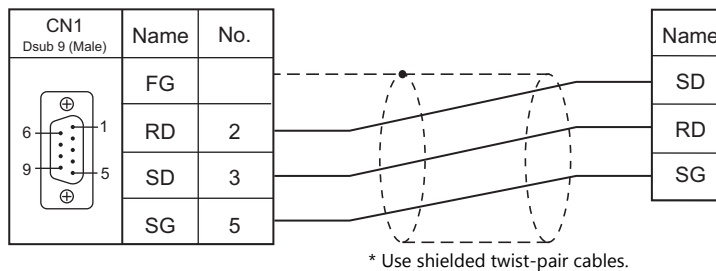 CN1
Dsub 9 (Male)
Name No.
Name
FG
SD
6 1
RD 2
RD
9 5
SD 3
SG
SG 5
* Use shielded twist-pair cables.